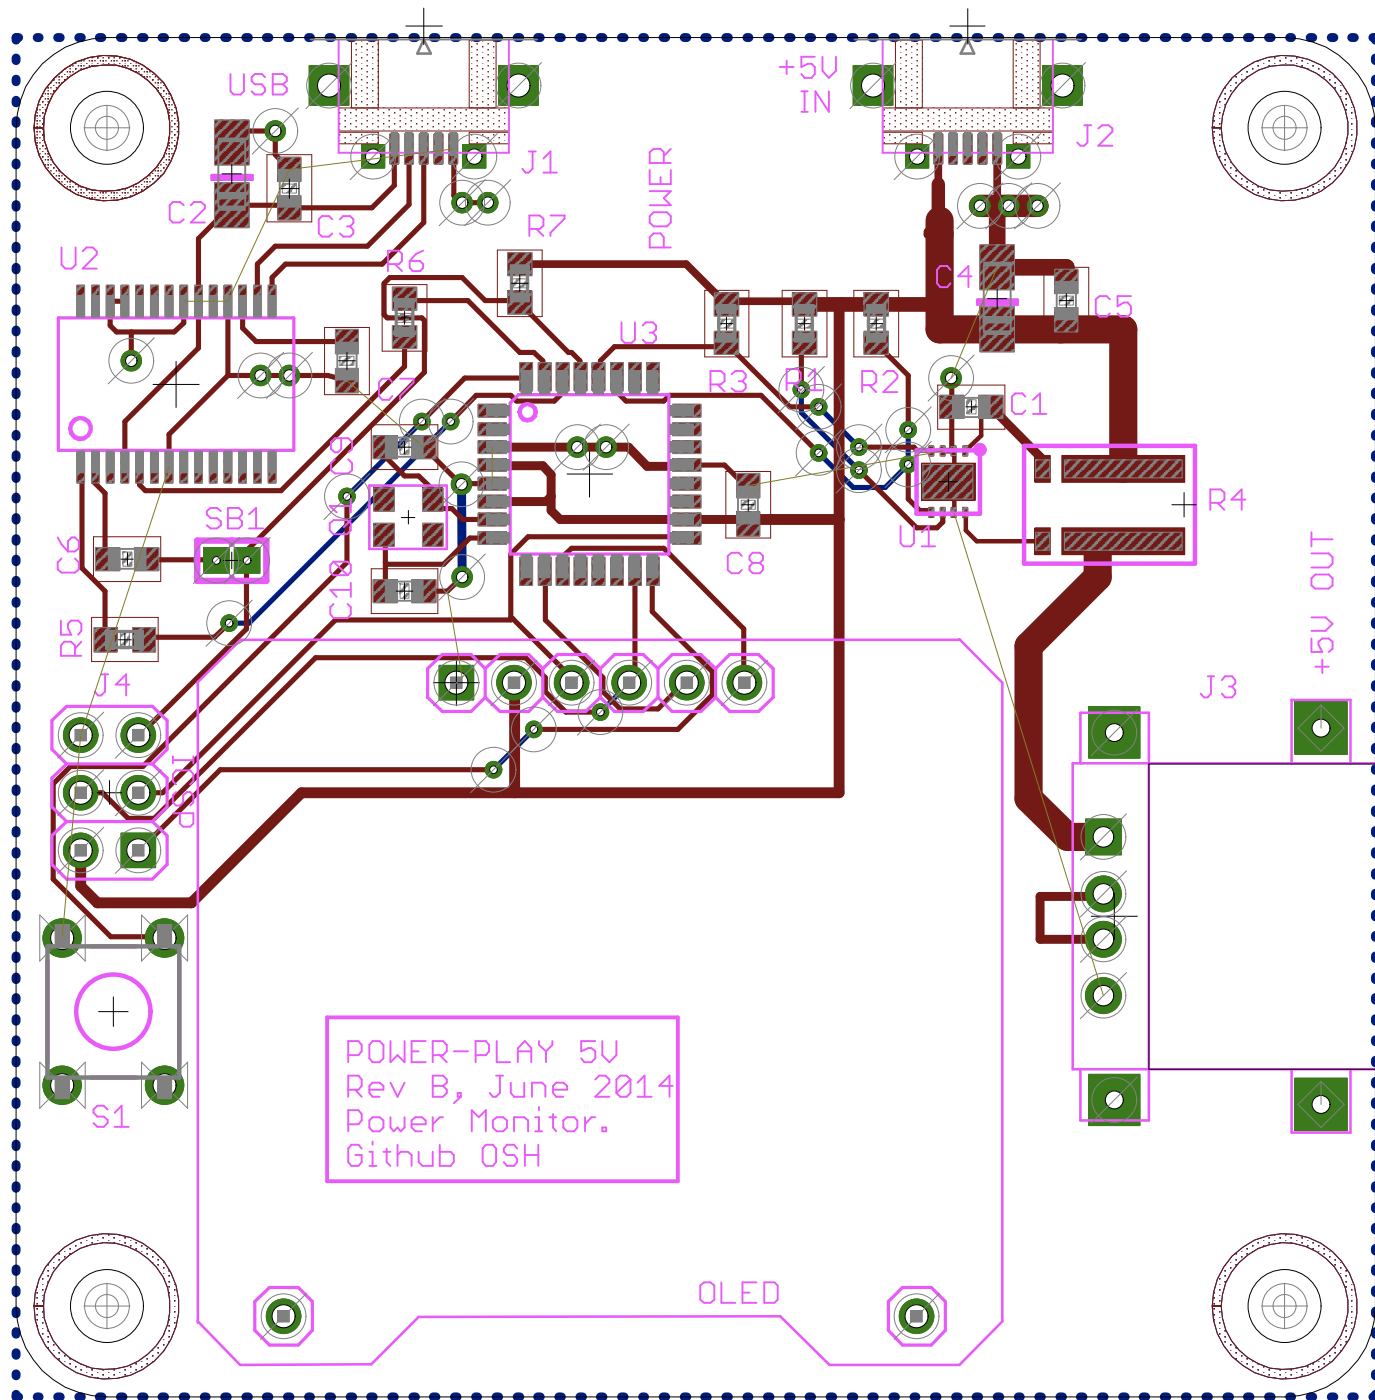 USB
+5V
IN
J1
J2
C2
C3
R7
POWER
U2
R6
C4
C5
U3
C7
R3
R1
R2
C1
C9
Q1
R4
SB1
U1
C6
C8
C10
+5V OUT
R5
J4
J3
ICSP
POWER-PLAY 5V
Rev B, June 2014
Power Monitor.
Github OSH
S1
OLED